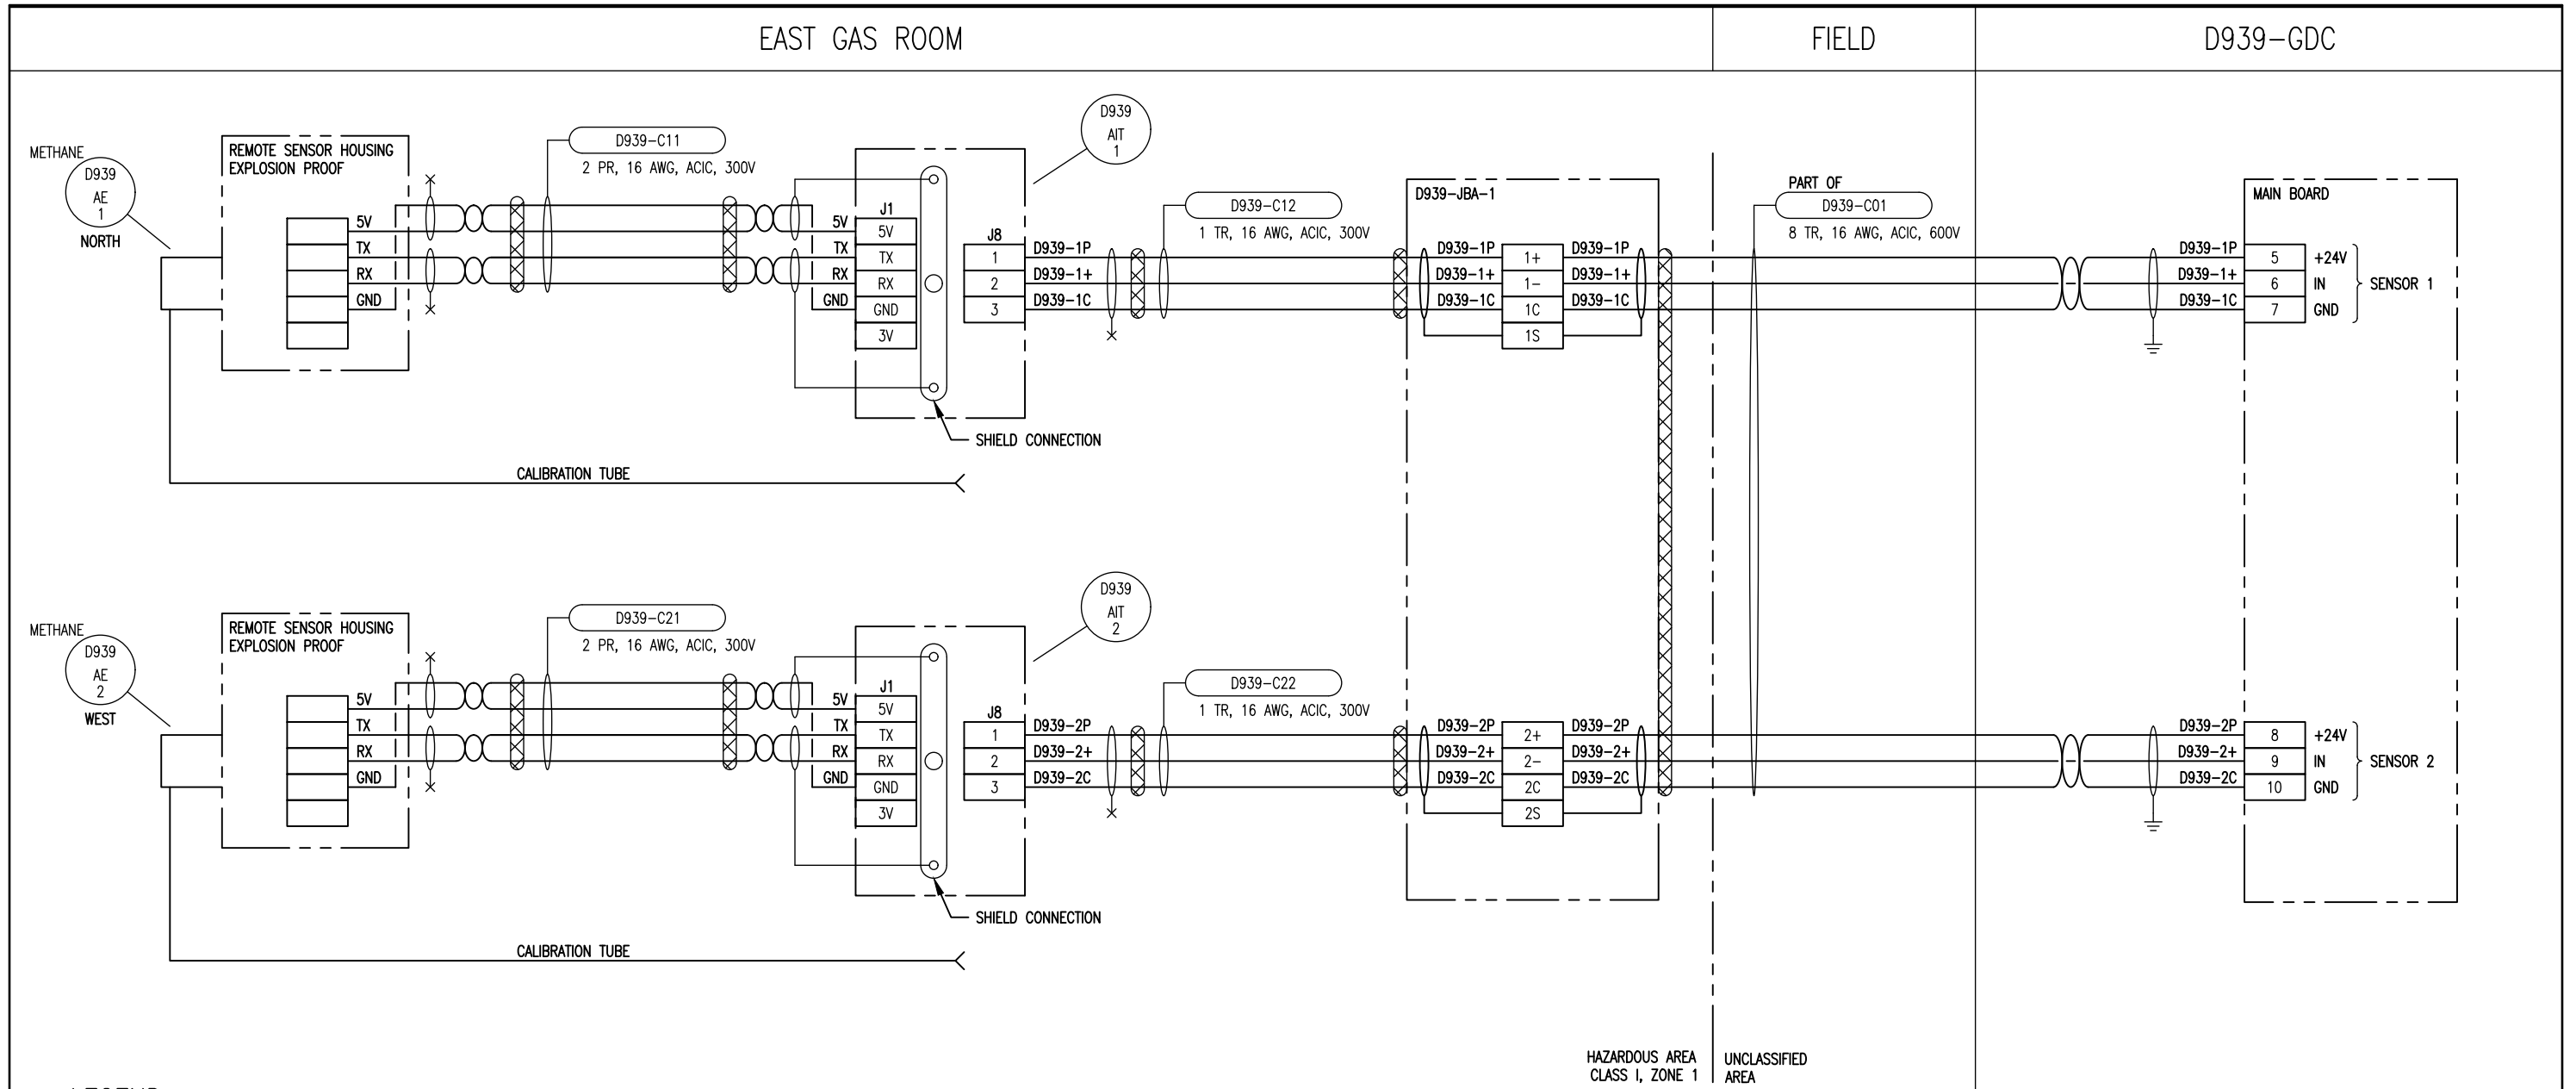 EAST GAS ROOM
FIELD
D939-GDC
METHANE
D939
AE
1
NORTH
REMOTE SENSOR HOUSING
EXPLOSION PROOF
5V
TX
RX
GND
D939-C11
2 PR, 16 AWG, ACIC, 300V
5V
TX
RX
GND
J1
5V
TX
RX
GND
3V
SHIELD CONNECTION
CALIBRATION TUBE
D939
AIT
1
J8
1
2
3
D939-1P
D939-1+
D939-1C
D939-C12
1 TR, 16 AWG, ACIC, 300V
D939-JBA-1
D939-1P
D939-1+
D939-1C
1+
1-
1C
1S
D939-1P
D939-1+
D939-1C
PART OF
D939-C01
8 TR, 16 AWG, ACIC, 600V
MAIN BOARD
D939-1P
D939-1+
D939-1C
5
6
7
+24V
IN
GND
SENSOR 1
METHANE
D939
AE
2
WEST
REMOTE SENSOR HOUSING
EXPLOSION PROOF
5V
TX
RX
GND
D939-C21
2 PR, 16 AWG, ACIC, 300V
5V
TX
RX
GND
J1
5V
TX
RX
GND
3V
SHIELD CONNECTION
CALIBRATION TUBE
D939
AIT
2
J8
1
2
3
D939-2P
D939-2+
D939-2C
D939-C22
1 TR, 16 AWG, ACIC, 300V
D939-2P
D939-2+
D939-2C
2+
2-
2C
2S
D939-2P
D939-2+
D939-2C
D939-2P
D939-2+
D939-2C
8
9
10
+24V
IN
GND
SENSOR 2
HAZARDOUS AREA
CLASS I, ZONE 1
UNCLASSIFIED
AREA